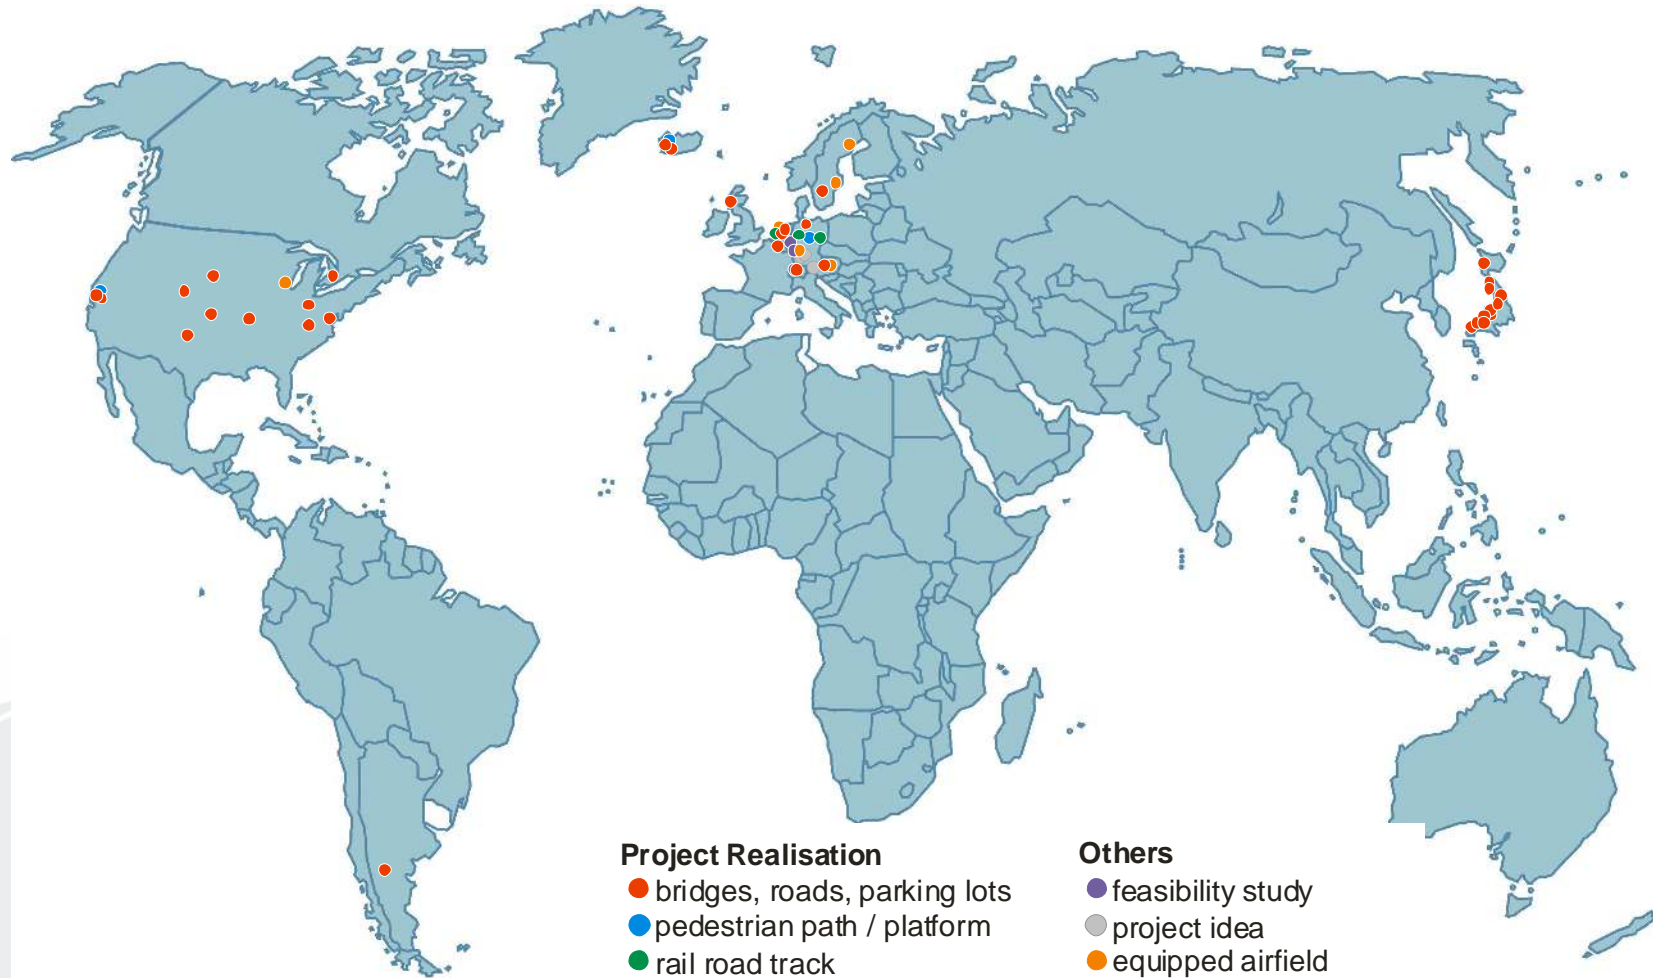 Project Realisation
bridges, roads, parking lots
pedestrian path / platform
rail road track
Others
feasibility study
project idea
equipped airfield